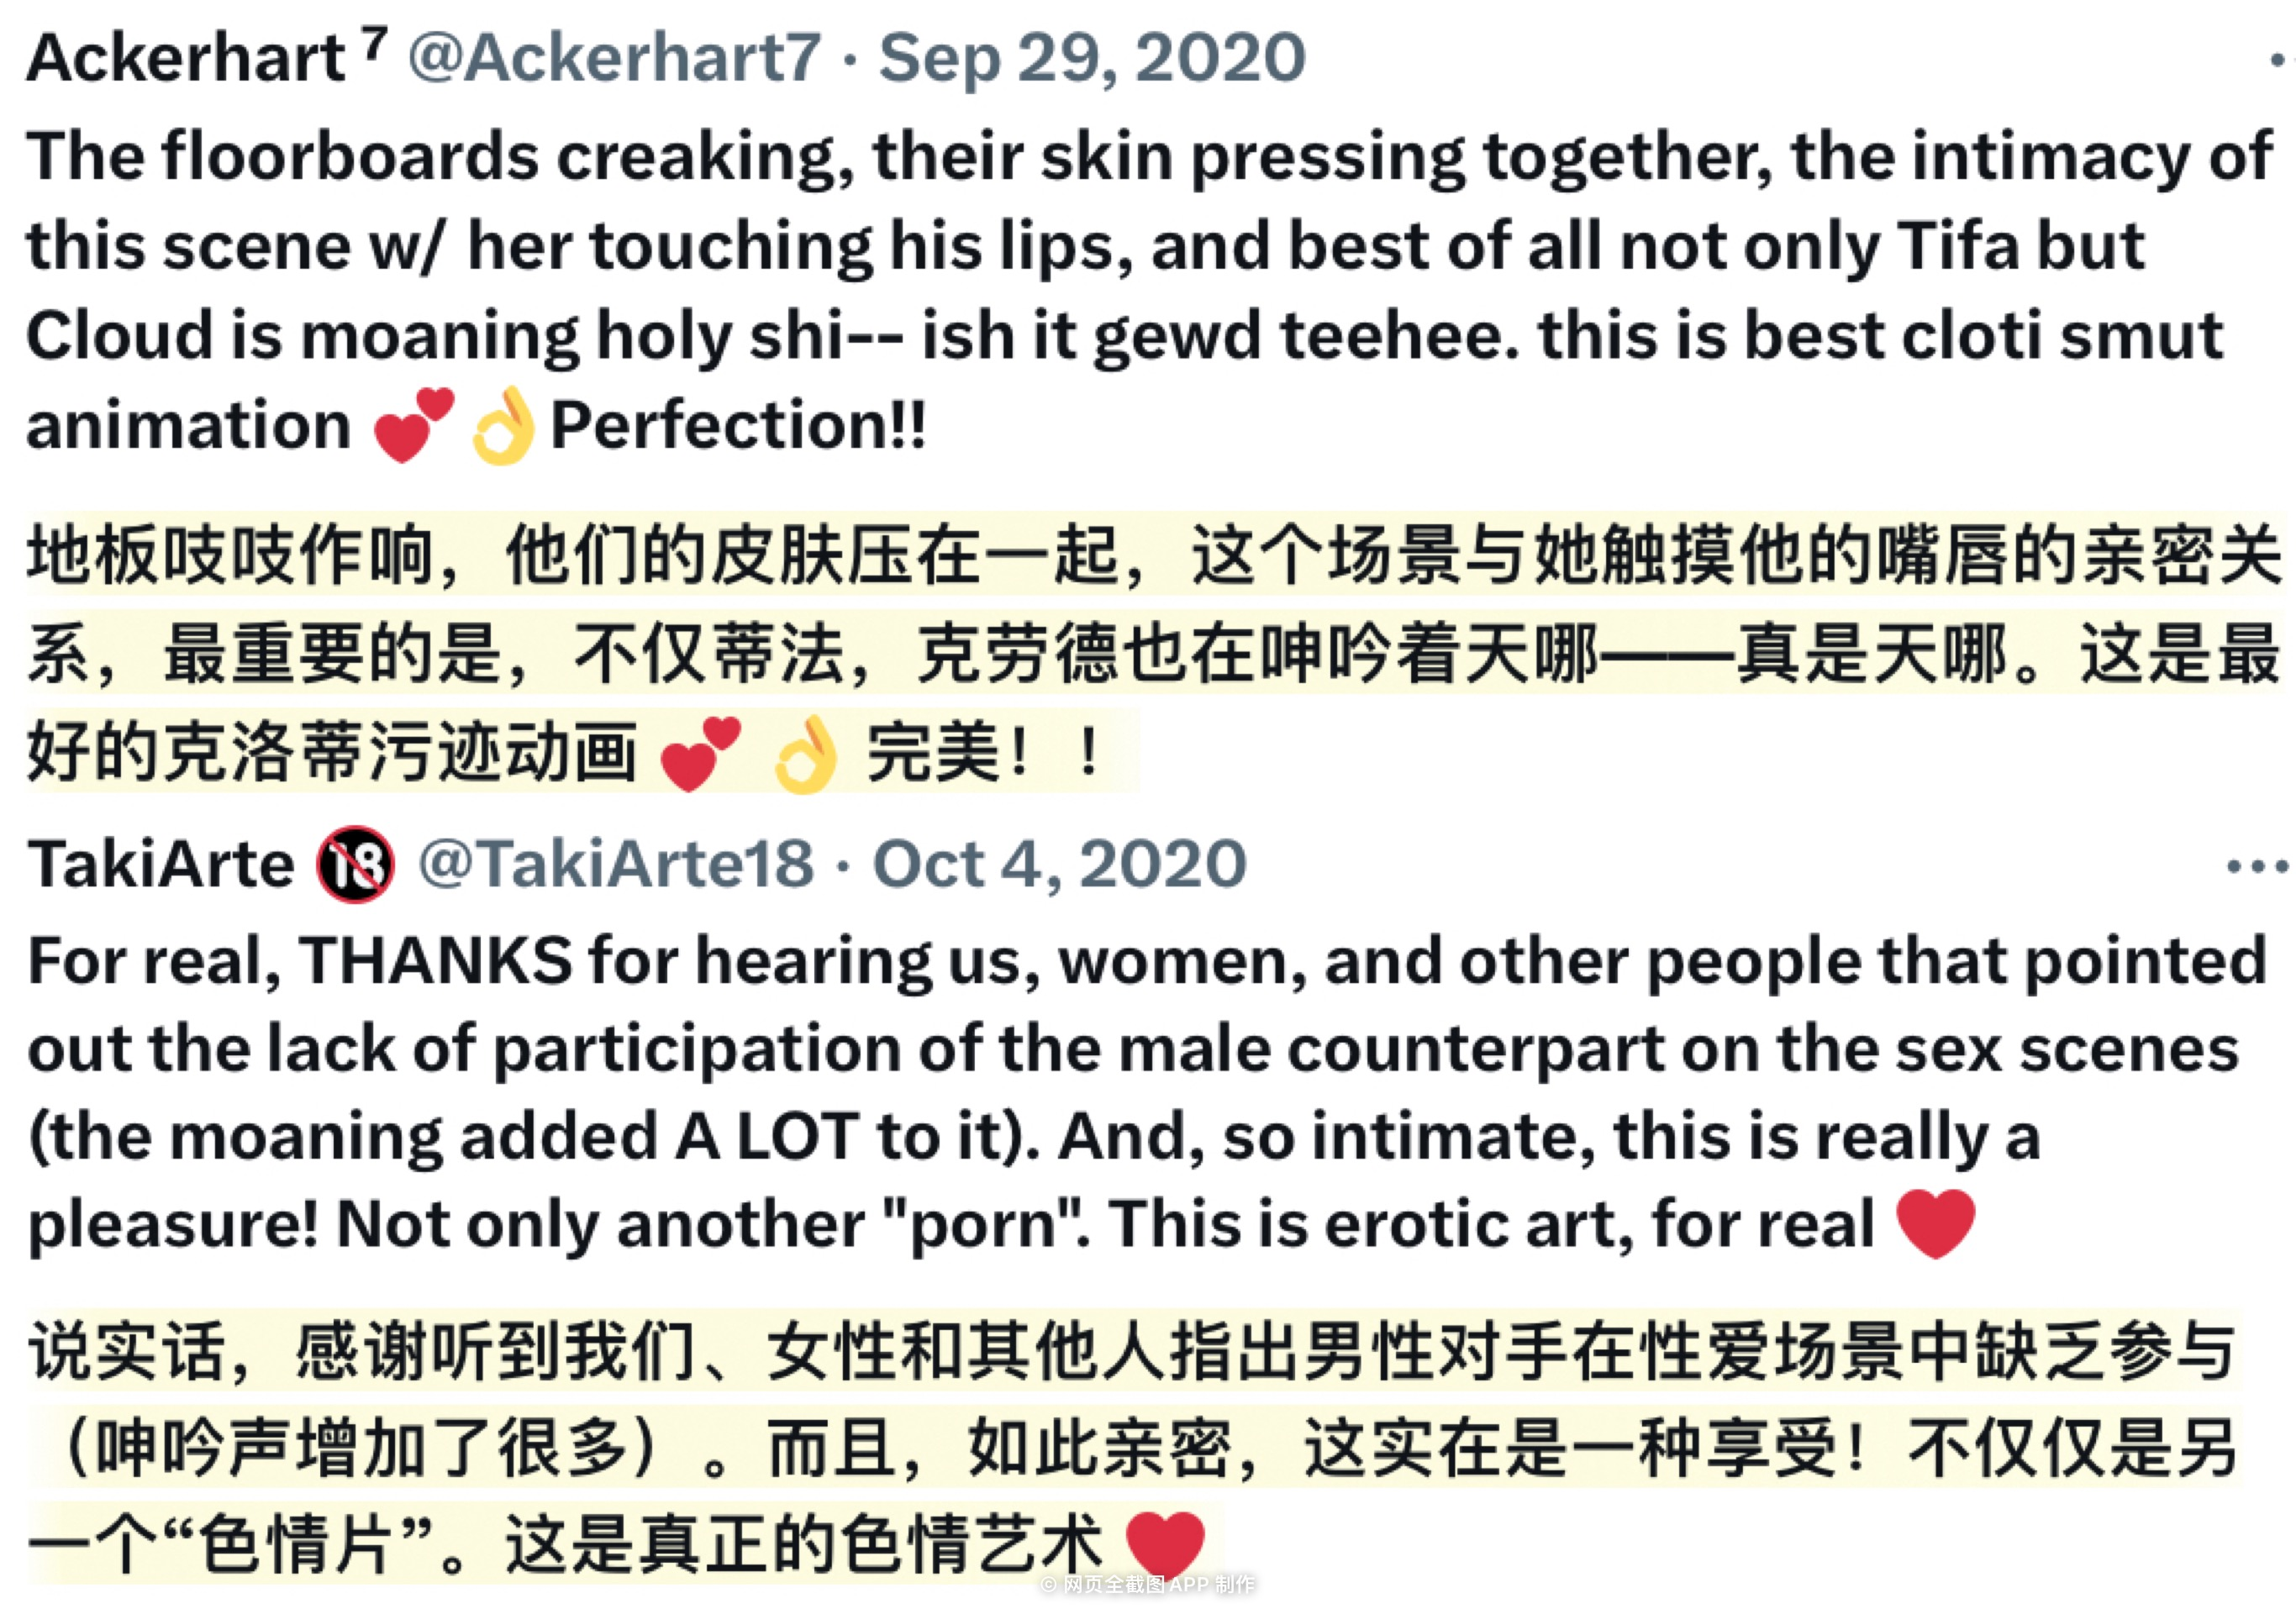 Ackerhart ⁷ @Ackerhart7 · Sep 29, 2020
The floorboards creaking, their skin pressing together, the intimacy of
this scene w/ her touching his lips, and best of all not only Tifa but
Cloud is moaning holy shi-- ish it gewd teehee. this is best cloti smut
animation 💕👌Perfection!!
地板吱吱作响，他们的皮肤压在一起，这个场景与她触摸他的嘴唇的亲密关
系，最重要的是，不仅蒂法，克劳德也在呻吟着天哪——真是天哪。这是最
好的克洛蒂污迹动画 💕 👌 完美！！
TakiArte 🔞 @TakiArte18 · Oct 4, 2020
For real, THANKS for hearing us, women, and other people that pointed
out the lack of participation of the male counterpart on the sex scenes
(the moaning added A LOT to it). And, so intimate, this is really a
pleasure! Not only another "porn". This is erotic art, for real ❤️
说实话，感谢听到我们、女性和其他人指出男性对手在性爱场景中缺乏参与
（呻吟声增加了很多）。而且，如此亲密，这实在是一种享受！不仅仅是另
一个“色情片”。这是真正的色情艺术 ❤️
© 网页全截图APP 制作